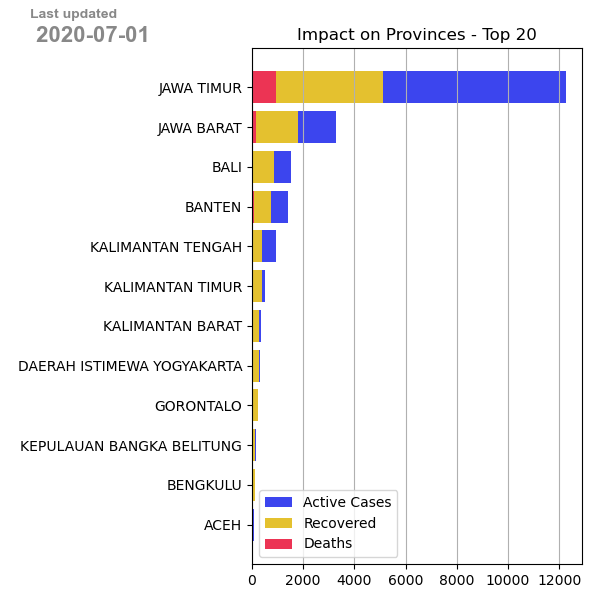 Last updated
2020-07-01
Impact on Provinces - Top 20
JAWA TIMUR
JAWA BARAT
BALI
BANTEN
KALIMANTAN TENGAH
KALIMANTAN TIMUR
KALIMANTAN BARAT
DAERAH ISTIMEWA YOGYAKARTA
GORONTALO
KEPULAUAN BANGKA BELITUNG
BENGKULU
ACEH
Active Cases
Recovered
Deaths
0 2000 4000 6000 8000 10000 12000